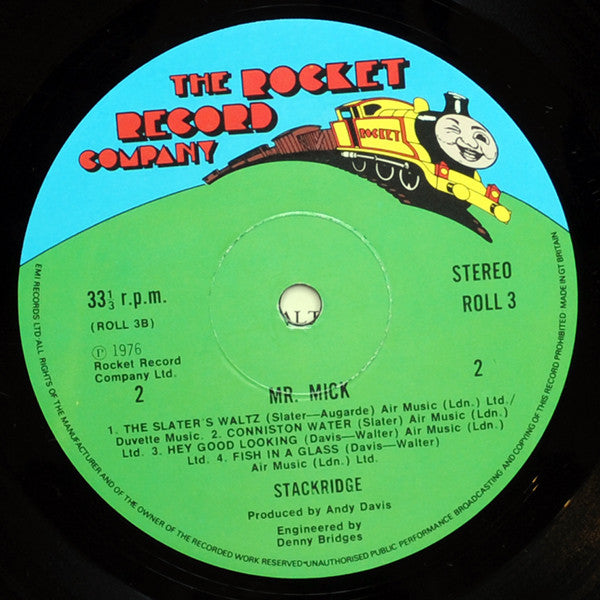 THE ROCKET
RECORD
COMPANY
ROCKET
33⅓ r.p.m.
(ROLL 3B)
STEREO
ROLL 3
℗ 1976
Rocket Record
Company Ltd.
2
2
MR. MICK
1. THE SLATER'S WALTZ (Slater—Augarde) Air Music (Ldn.) Ltd./
Duvette Music. 2. CONNISTON WATER (Slater) Air Music (Ldn.)
Ltd. 3. HEY GOOD LOOKING (Davis—Walter) Air Music (Ldn.)
Ltd. 4. FISH IN A GLASS (Davis—Walter)
Air Music (Ldn.) Ltd.
STACKRIDGE
Produced by Andy Davis
Engineered by
Denny Bridges
EMI RECORDS LTD·ALL RIGHTS OF THE MANUFACTURER AND OF THE OWNER OF THE RECORDED WORK RESERVED·UNAUTHORISED PUBLIC PERFORMANCE BROADCASTING AND COPYING OF THIS RECORD PROHIBITED MADE IN GT BRITAIN